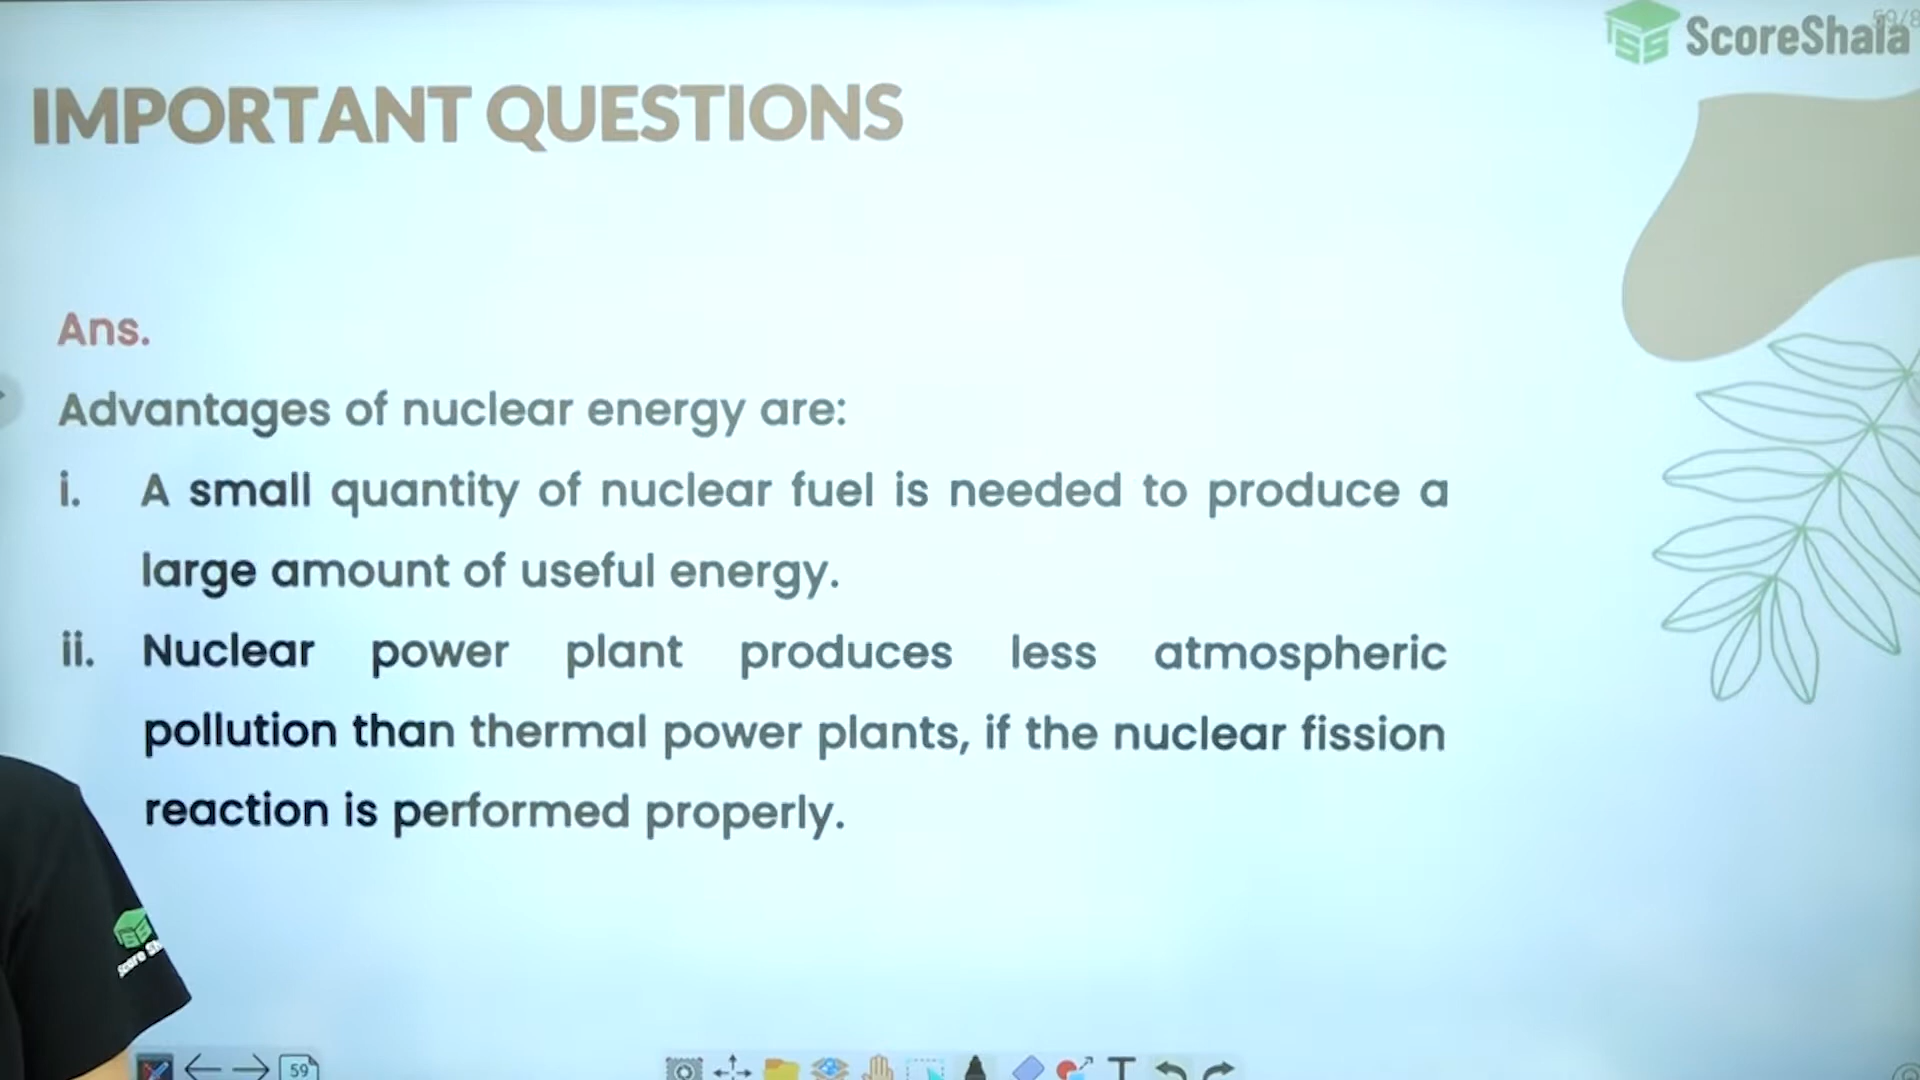 ScoreShala
IMPORTANT QUESTIONS
Ans.
Advantages of nuclear energy are:
i. A small quantity of nuclear fuel is needed to produce a
large amount of useful energy.
ii. Nuclear power plant produces less atmospheric
pollution than thermal power plants, if the nuclear fission
reaction is performed properly.
Score
59